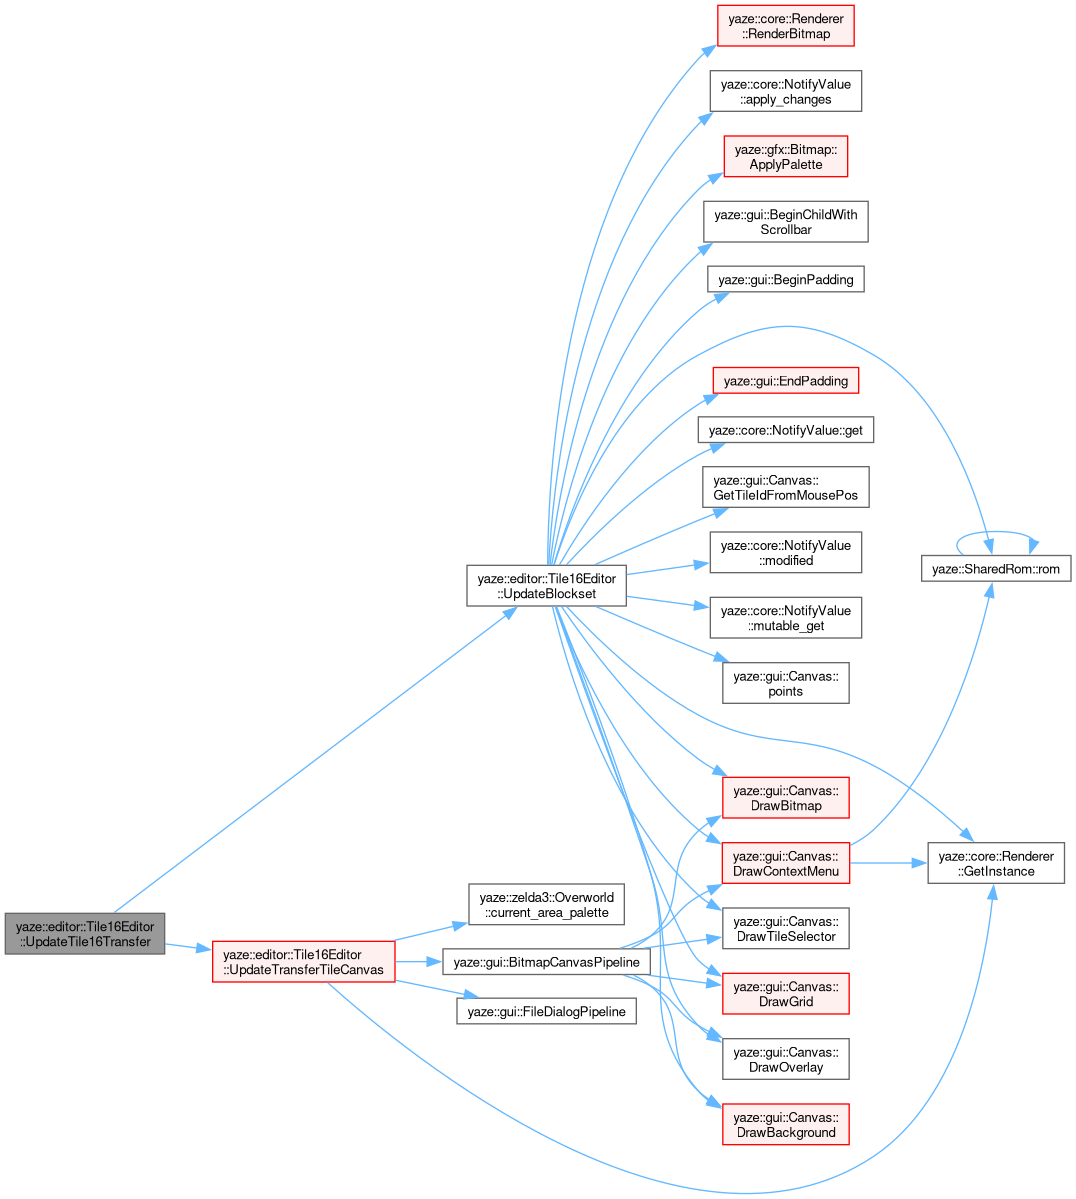 yaze::core::Renderer
::RenderBitmap
yaze::core::NotifyValue
::apply_changes
yaze::gfx::Bitmap::
ApplyPalette
yaze::gui::BeginChildWith
Scrollbar
yaze::gui::BeginPadding
yaze::gui::EndPadding
yaze::core::NotifyValue::get
yaze::gui::Canvas::
GetTileIdFromMousePos
yaze::core::NotifyValue
::modified
yaze::SharedRom::rom
yaze::editor::Tile16Editor
::UpdateBlockset
yaze::core::NotifyValue
::mutable_get
yaze::gui::Canvas::
points
yaze::gui::Canvas::
DrawBitmap
yaze::gui::Canvas::
DrawContextMenu
yaze::core::Renderer
::GetInstance
yaze::zelda3::Overworld
::current_area_palette
yaze::gui::Canvas::
DrawTileSelector
yaze::editor::Tile16Editor
::UpdateTile16Transfer
yaze::editor::Tile16Editor
::UpdateTransferTileCanvas
yaze::gui::BitmapCanvasPipeline
yaze::gui::Canvas::
DrawGrid
yaze::gui::FileDialogPipeline
yaze::gui::Canvas::
DrawOverlay
yaze::gui::Canvas::
DrawBackground